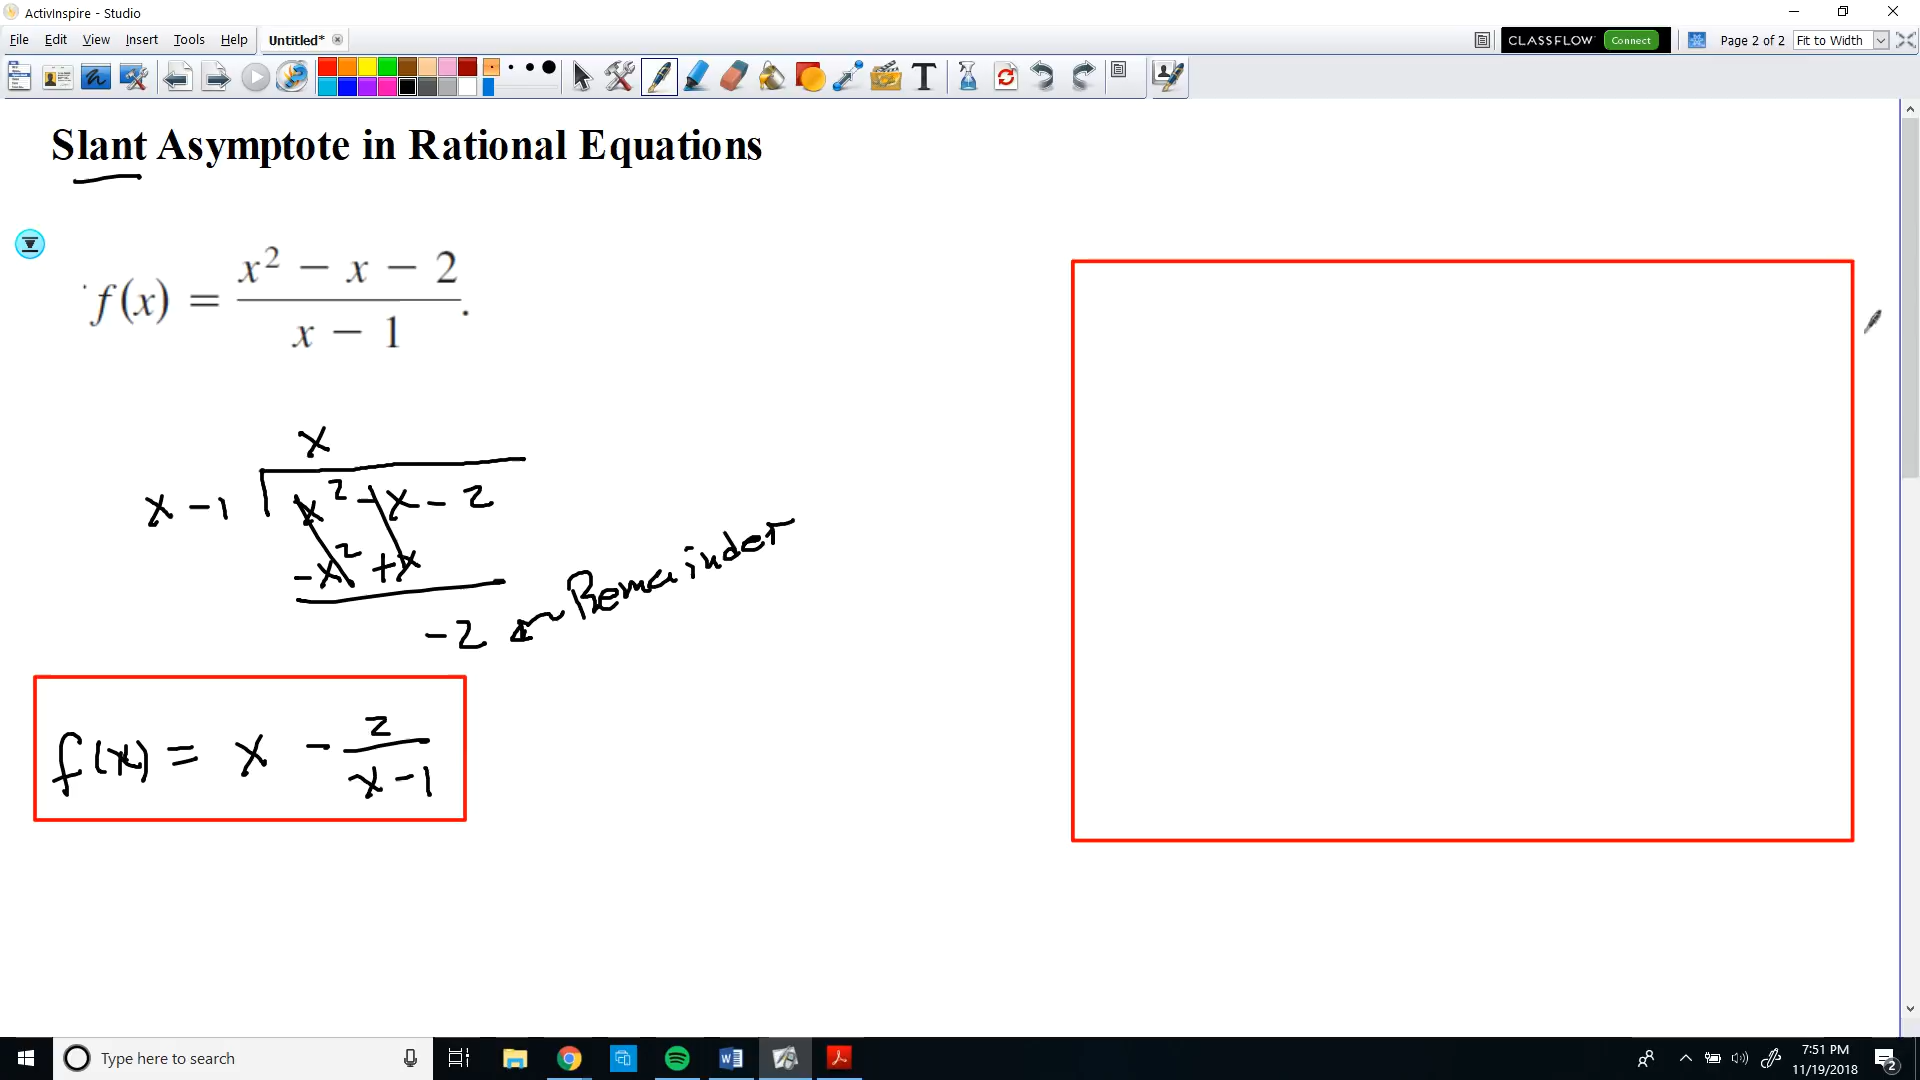 ActivInspire - Studio
File Edit View Insert Tools Help Untitled* CLASSFLOW Connect Page 2 of 2 Fit to Width
Slant Asymptote in Rational Equations
f(x) = x² − x − 2
x − 1 .
x
x − 1 x² − x − 2
− x² + x
− 2 Remainder
f(x) = x − 2
x − 1
Type here to search
7:51 PM
11/19/2018
2